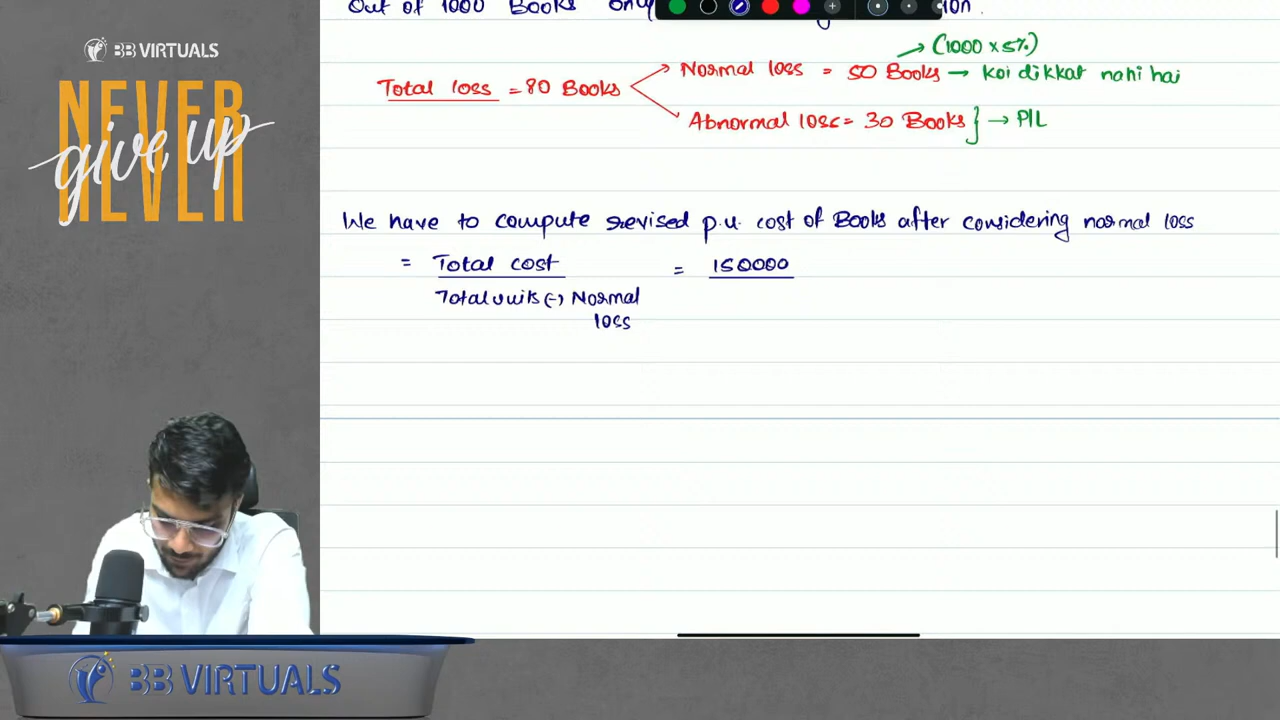 BB VIRTUALS
NEVER
give up
NEVER
Out of 1000 Books only
(1000 x 5%)
Total loss = 80 Books
Normal loss = 50 Books → koi dikkat nahi hai
Abnormal loss = 30 Books } → P/L
We have to compute revised p.u. cost of Books after considering normal loss
= Total cost = 150000
Total units (-) Normal
loss
BB VIRTUALS